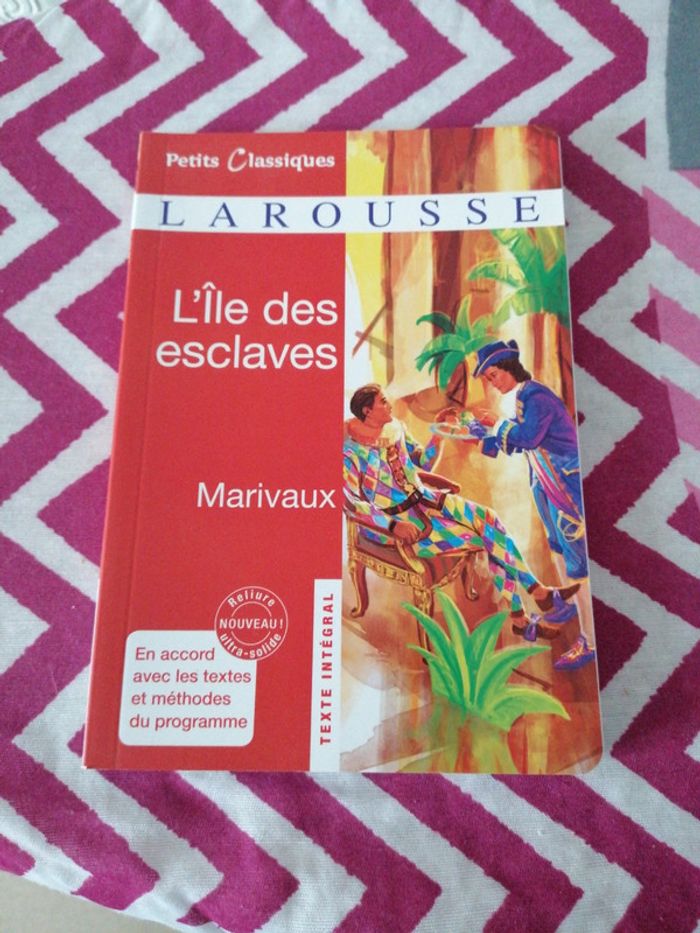 Petits Classiques
LAROUSSE
L'Île des
esclaves
Marivaux
Reliure
NOUVEAU !
ultra-solide
En accord
avec les textes
et méthodes
du programme
TEXTE INTÉGRAL